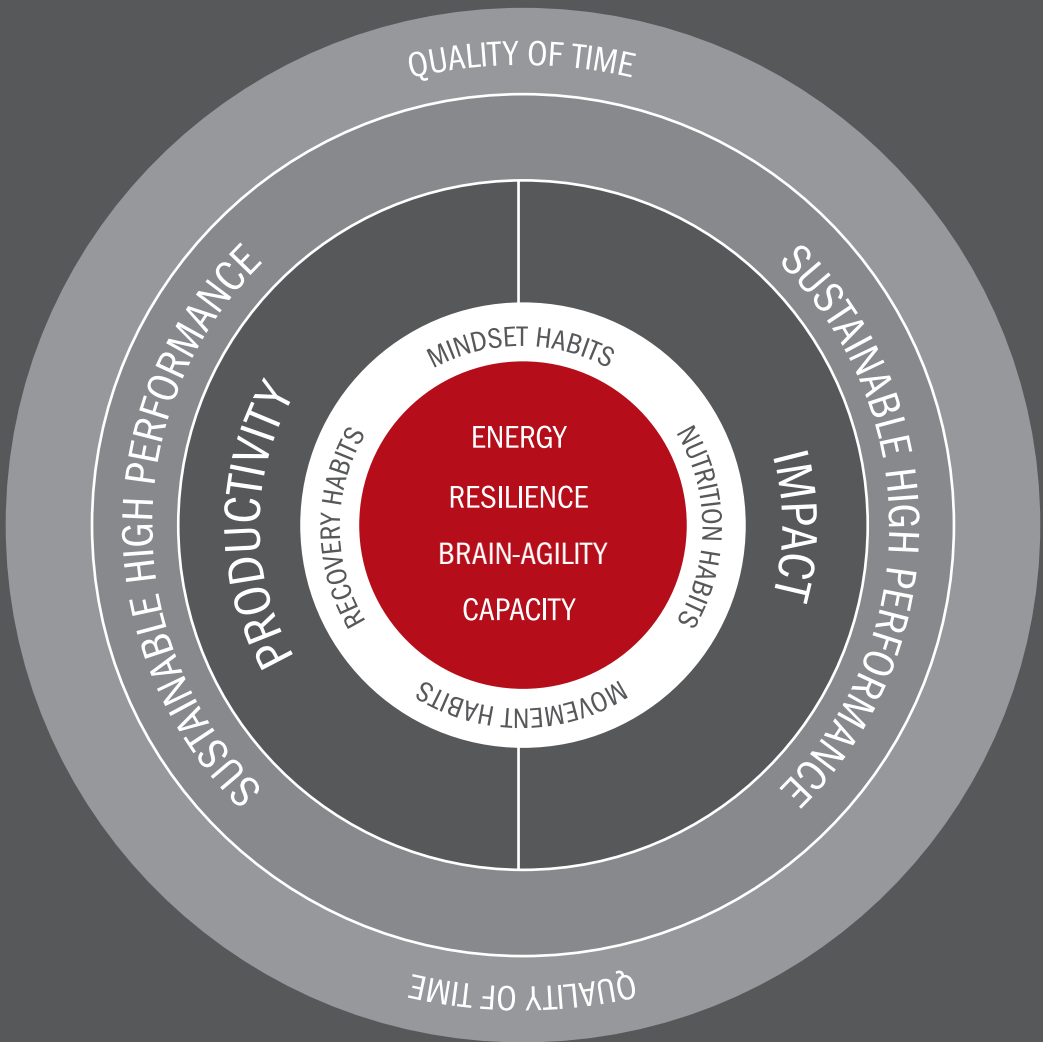 QUALITY OF TIME
SUSTAINABLE HIGH PERFORMANCE
SUSTAINABLE HIGH PERFORMANCE
PRODUCTIVITY
IMPACT
MINDSET HABITS
NUTRITION HABITS
MOVEMENT HABITS
RECOVERY HABITS
ENERGY
RESILIENCE
BRAIN-AGILITY
CAPACITY
QUALITY OF TIME